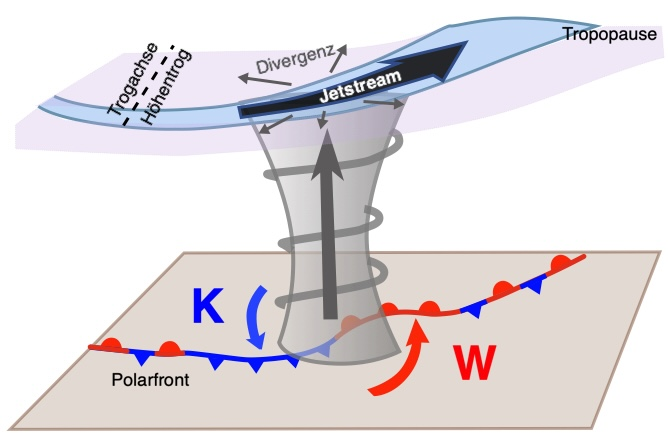 Tropopause
Trogachse
Höhentrog
Divergenz
Jetstream
K
W
Polarfront